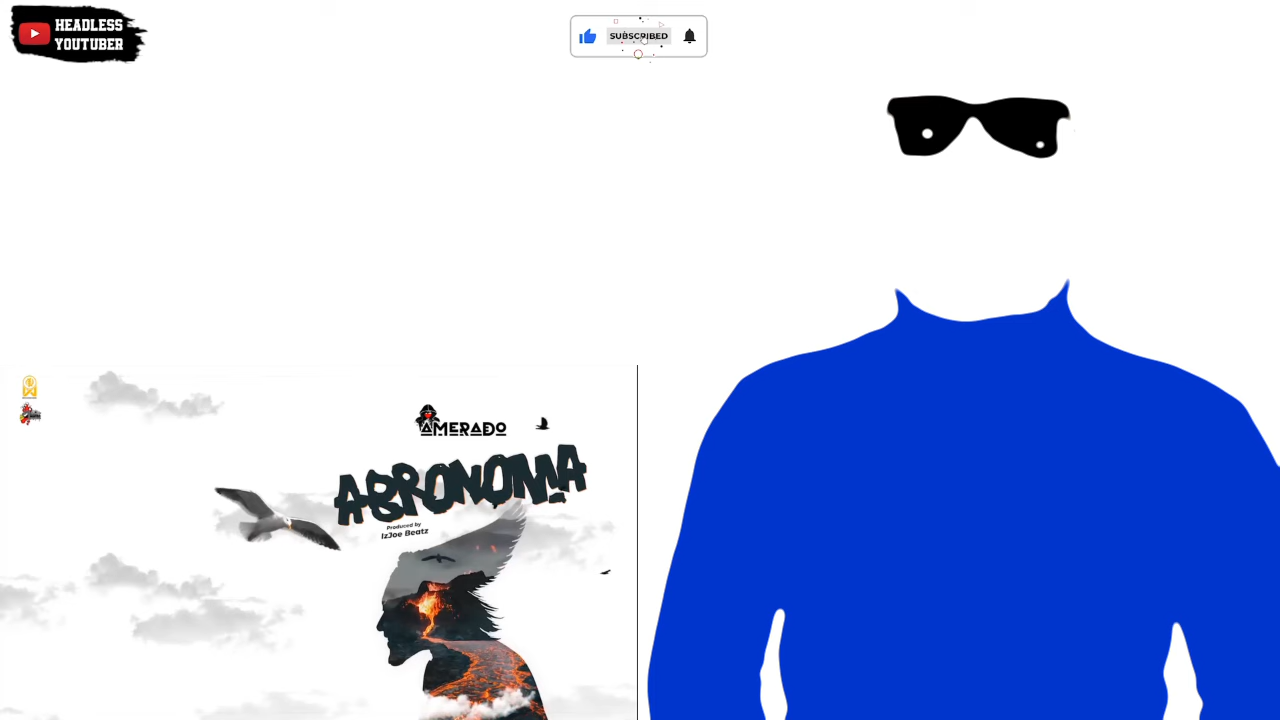 HEADLESS
YOUTUBER
SUBSCRIBED
AMERADO
ABRONOMA
Produced by
IzJoe Beatz